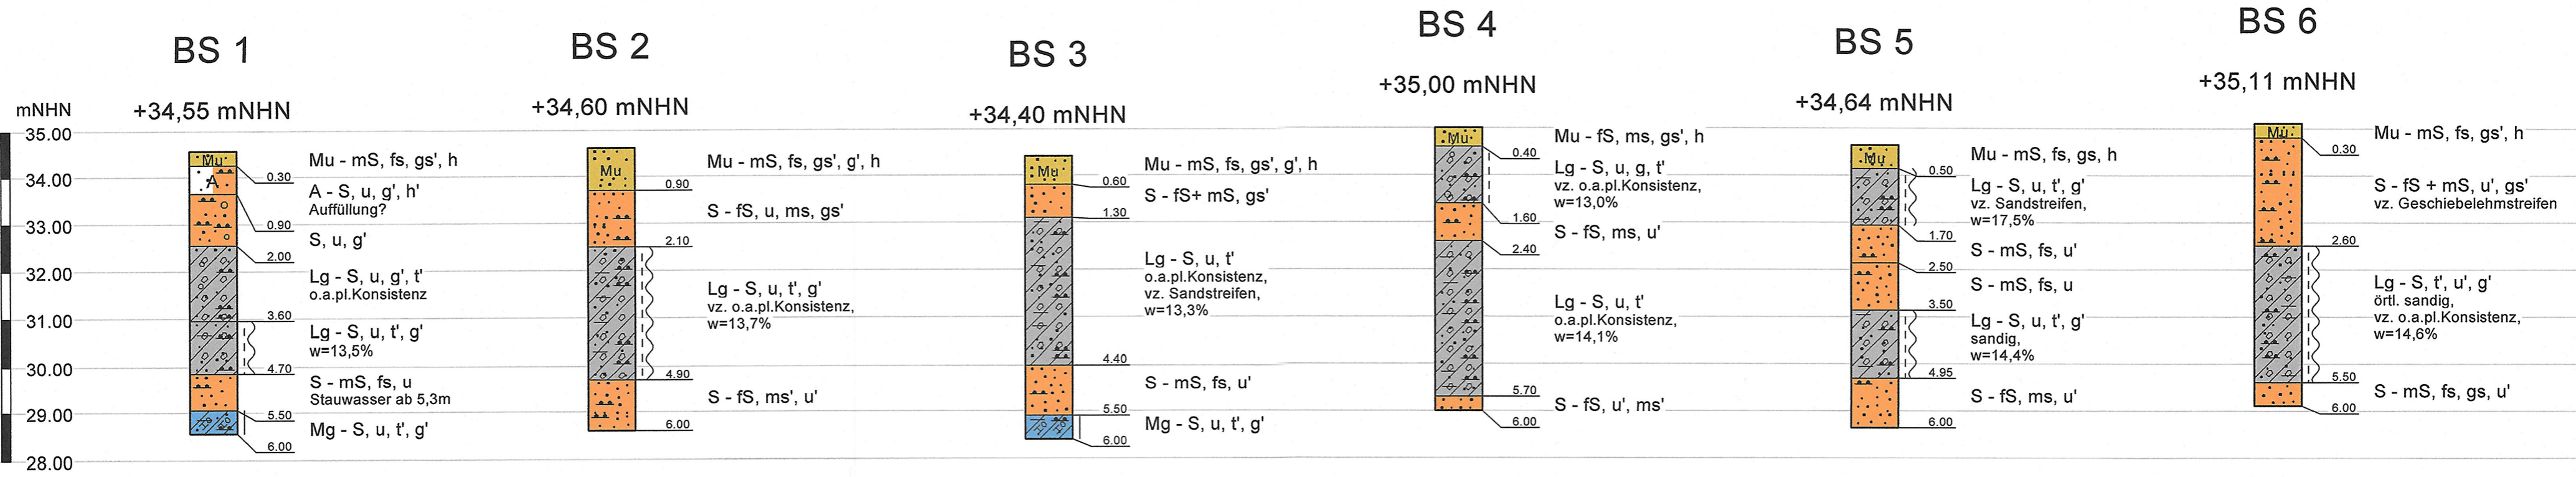 BS 1
+34,55 mNHN
mNHN
35.00
34.00
33.00
32.00
31.00
30.00
29.00
28.00
Mu
A
0.30
0.90
2.00
3.60
4.70
5.50
6.00
Mu - mS, fs, gs', h
A - S, u, g', h'
Auffüllung?
S, u, g'
Lg - S, u, g', t'
o.a.pl.Konsistenz
Lg - S, u, t', g'
w=13,5%
S - mS, fs, u
Stauwasser ab 5,3m
Mg - S, u, t', g'
BS 2
+34,60 mNHN
Mu
0.90
2.10
4.90
6.00
Mu - mS, fs, gs', g', h
S - fS, u, ms, gs'
Lg - S, u, t', g'
vz. o.a.pl.Konsistenz,
w=13,7%
S - fS, ms', u'
BS 3
+34,40 mNHN
Mu
0.60
1.30
4.40
5.50
6.00
Mu - mS, fs, gs', g', h
S - fS+ mS, gs'
Lg - S, u, t'
o.a.pl.Konsistenz,
vz. Sandstreifen,
w=13,3%
S - mS, fs, u'
Mg - S, u, t', g'
BS 4
+35,00 mNHN
Mu
0.40
1.60
2.40
5.70
6.00
Mu - fS, ms, gs', h
Lg - S, u, g, t'
vz. o.a.pl.Konsistenz,
w=13,0%
S - fS, ms, u'
Lg - S, u, t'
o.a.pl.Konsistenz,
w=14,1%
S - fS, u', ms'
BS 5
+34,64 mNHN
Mu
0.50
1.70
2.50
3.50
4.95
6.00
Mu - mS, fs, gs, h
Lg - S, u, t', g'
vz. Sandstreifen,
w=17,5%
S - mS, fs, u'
S - mS, fs, u
Lg - S, u, t', g'
sandig,
w=14,4%
S - fS, ms, u'
BS 6
+35,11 mNHN
Mu
0.30
2.60
5.50
6.00
Mu - mS, fs, gs', h
S - fS + mS, u', gs'
vz. Geschiebelehmstreifen
Lg - S, t', u', g'
örtl. sandig,
vz. o.a.pl.Konsistenz,
w=14,6%
S - mS, fs, gs, u'